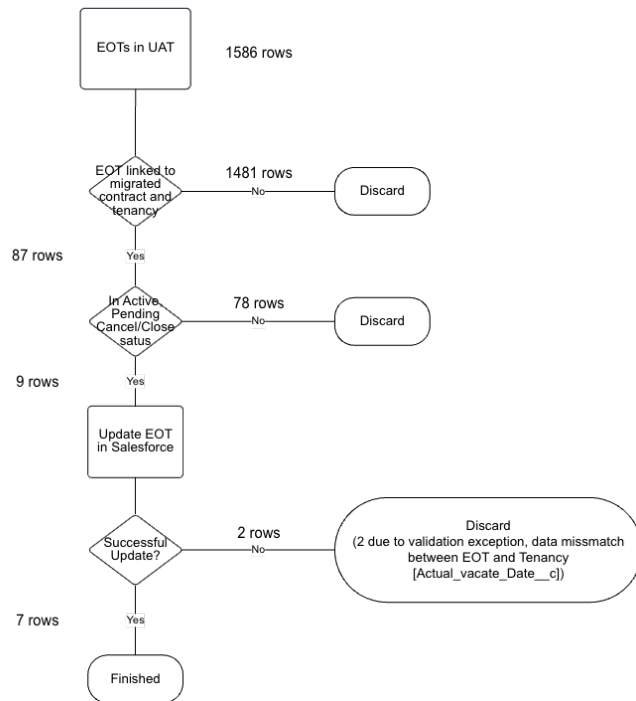 EOTs in UAT
1586 rows
EOT linked to
migrated
contract and
tenancy
1481 rows
No
Discard
87 rows
Yes
In Active,
Pending
Cancel/Close
satus
78 rows
No
Discard
9 rows
Yes
Update EOT
in Salesforce
Successful
Update?
2 rows
No
Discard
(2 due to validation exception, data missmatch
between EOT and Tenancy
[Actual_vacate_Date__c])
7 rows
Yes
Finished